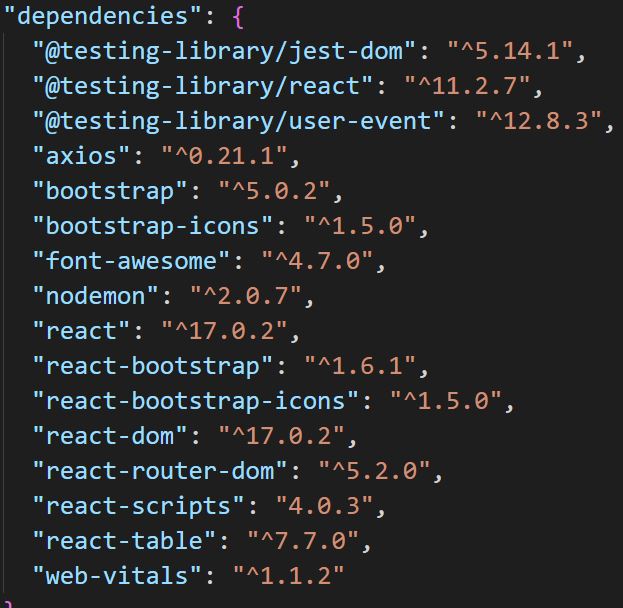 "dependencies": {
"@testing-library/jest-dom": "^5.14.1",
"@testing-library/react": "^11.2.7",
"@testing-library/user-event": "^12.8.3",
"axios": "^0.21.1",
"bootstrap": "^5.0.2",
"bootstrap-icons": "^1.5.0",
"font-awesome": "^4.7.0",
"nodemon": "^2.0.7",
"react": "^17.0.2",
"react-bootstrap": "^1.6.1",
"react-bootstrap-icons": "^1.5.0",
"react-dom": "^17.0.2",
"react-router-dom": "^5.2.0",
"react-scripts": "4.0.3",
"react-table": "^7.7.0",
"web-vitals": "^1.1.2"
}